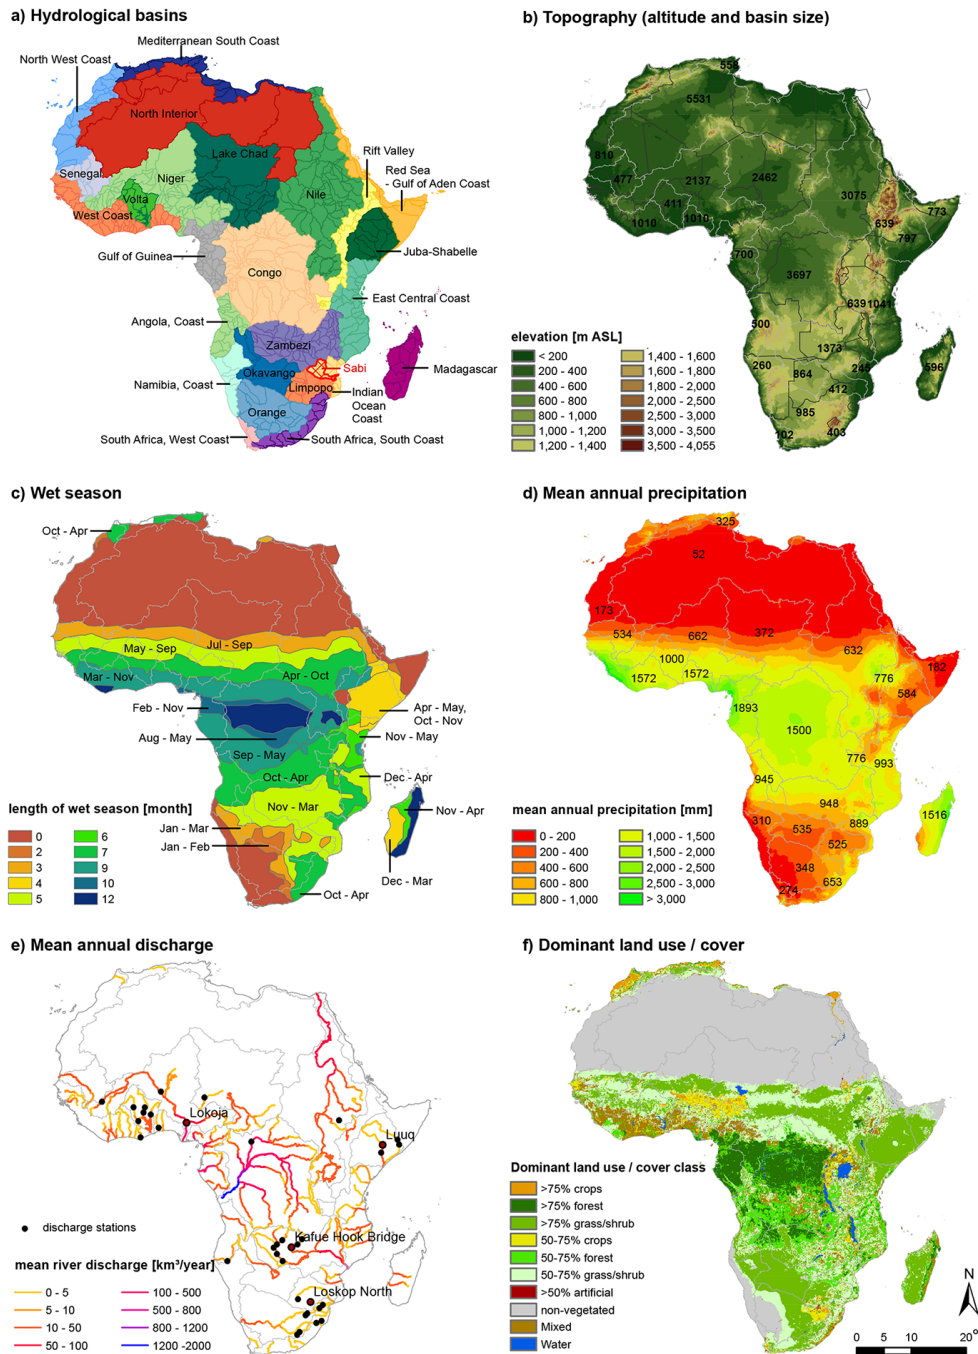 a) Hydrological basins
Mediterranean South Coast
North West Coast
North Interior
Lake Chad
Rift Valley
Red Sea
- Gulf of Aden Coast
Senegal
Niger
Nile
Volta
West Coast
Gulf of Guinea
Juba-Shabelle
Congo
East Central Coast
Angola, Coast
Zambezi
Sabi
Madagascar
Okavango
Namibia, Coast
Limpopo
Indian
Ocean
Coast
Orange
South Africa, West Coast
South Africa, South Coast
b) Topography (altitude and basin size)
556
5531
810
477
2137
2462
3075
411
1010
1010
639
773
797
700
3697
639
1041
500
1373
260
864
245
596
412
985
102
403
elevation [m ASL]
< 200
200 - 400
400 - 600
600 - 800
800 - 1,000
1,000 - 1,200
1,200 - 1,400
1,400 - 1,600
1,600 - 1,800
1,800 - 2,000
2,000 - 2,500
2,500 - 3,000
3,000 - 3,500
3,500 - 4,055
c) Wet season
Oct - Apr
Jul - Sep
May - Sep
Mar - Nov
Apr - Oct
Feb - Nov
Apr - May,
Oct - Nov
Aug - May
Nov - May
Sep - May
Oct - Apr
Dec - Apr
Nov - Mar
Nov - Apr
Jan - Mar
Jan - Feb
Dec - Mar
Oct - Apr
length of wet season [month]
0
2
3
4
5
6
7
9
10
12
d) Mean annual precipitation
325
52
173
534
662
372
632
1000
1572
1572
776
182
584
1893
1500
776
993
945
948
310
535
889
1516
525
348
653
274
mean annual precipitation [mm]
0 - 200
200 - 400
400 - 600
600 - 800
800 - 1,000
1,000 - 1,500
1,500 - 2,000
2,000 - 2,500
2,500 - 3,000
> 3,000
e) Mean annual discharge
Lokoja
Luuq
Kafue Hook Bridge
Loskop North
discharge stations
mean river discharge [km³/year]
0 - 5
5 - 10
10 - 50
50 - 100
100 - 500
500 - 800
800 - 1200
1200 -2000
f) Dominant land use / cover
Dominant land use / cover class
>75% crops
>75% forest
>75% grass/shrub
50-75% crops
50-75% forest
50-75% grass/shrub
>50% artificial
non-vegetated
Mixed
Water
N
0 5 10 20°